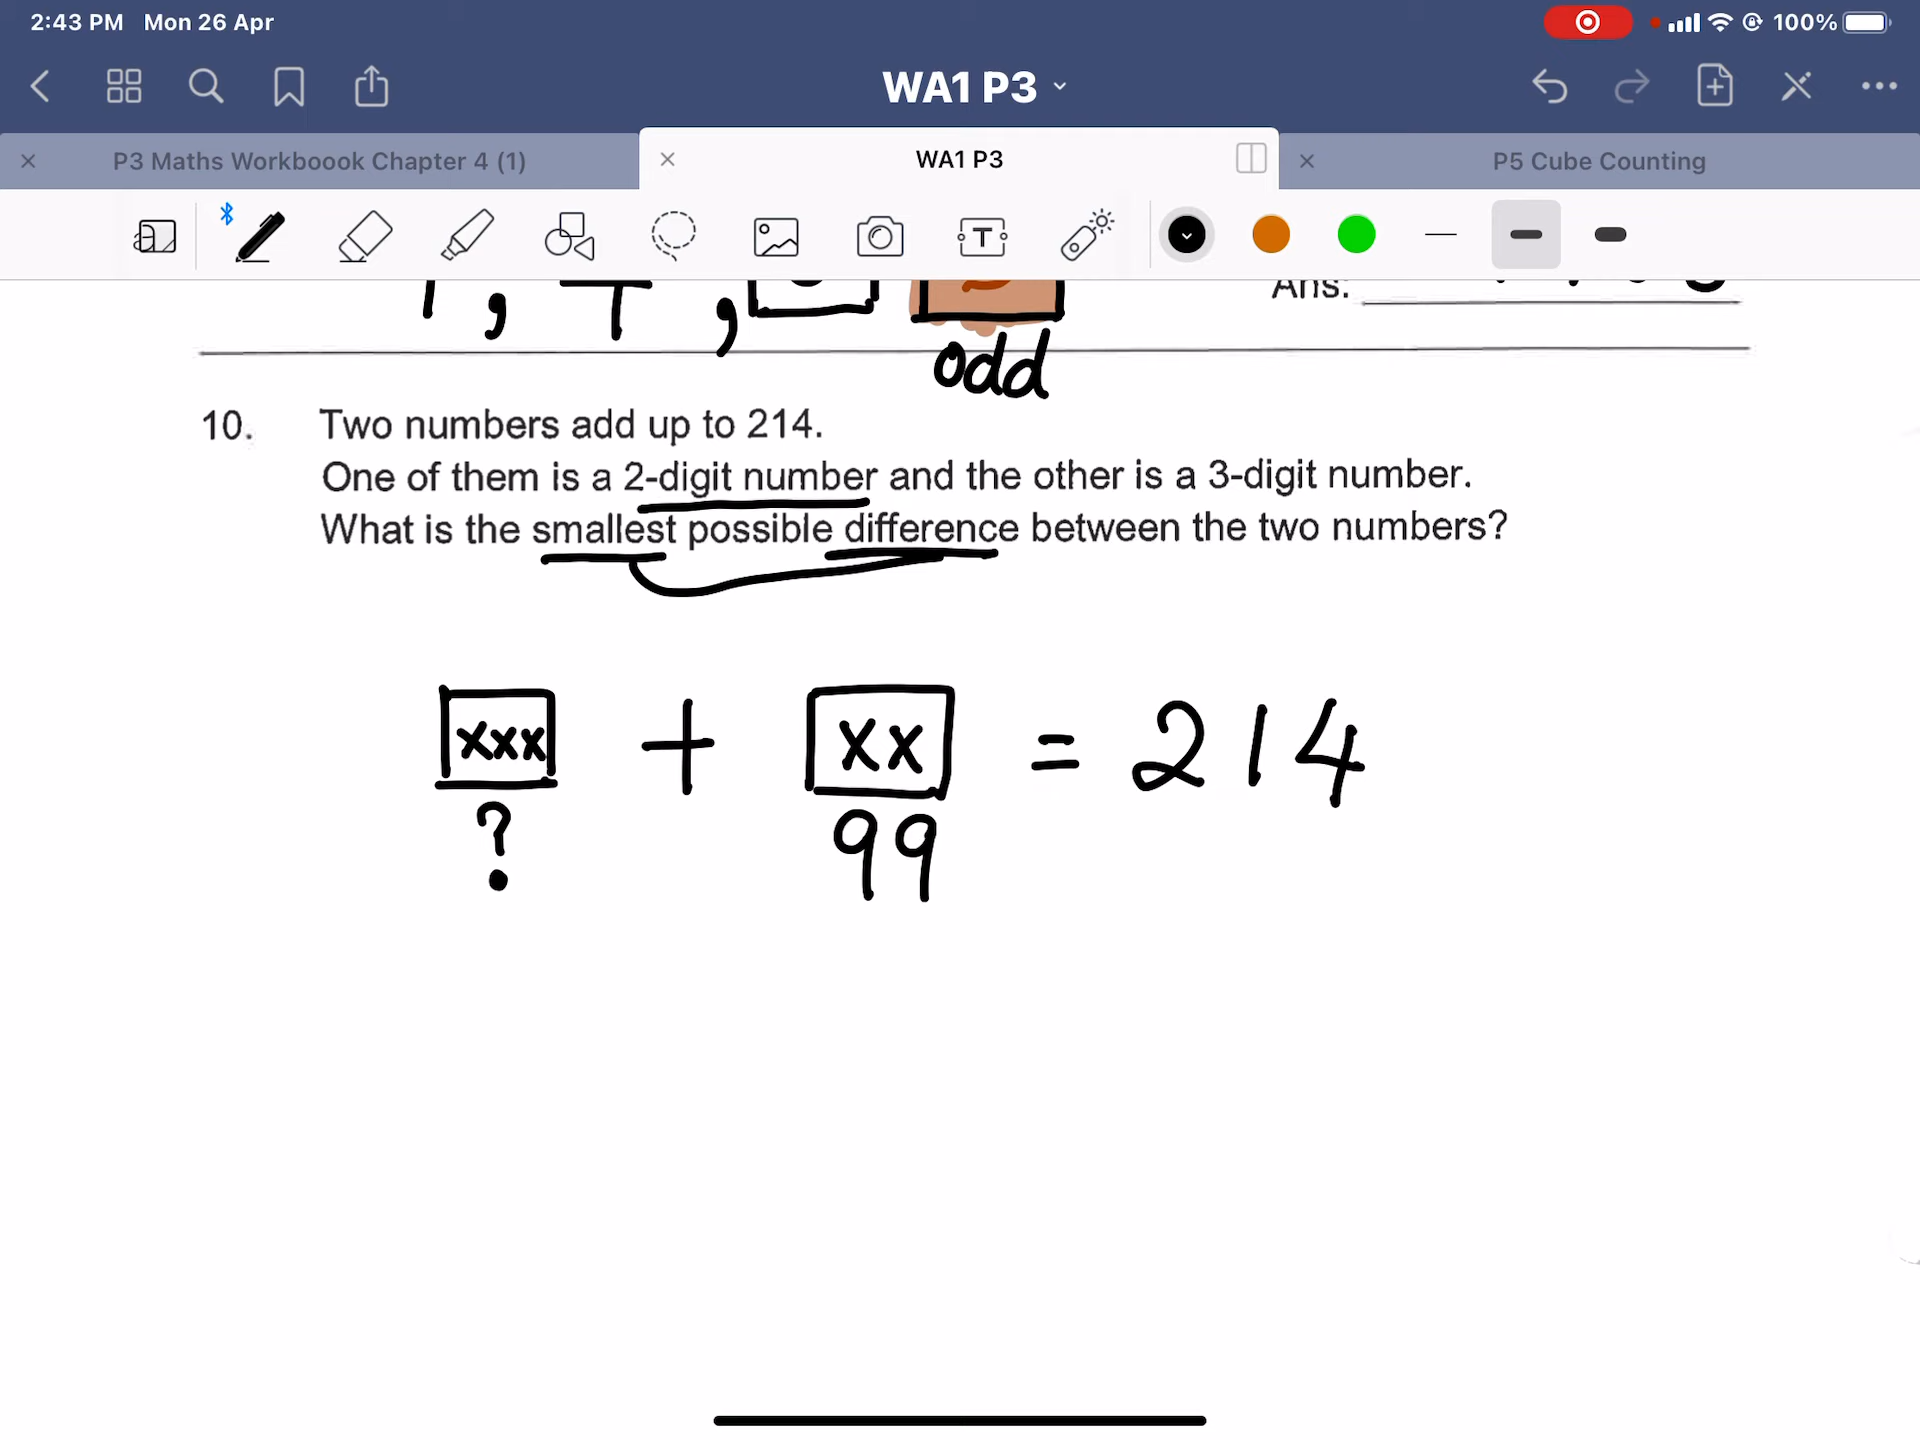 2:43 PM Mon 26 Apr
100%
WA1 P3
P3 Maths Workboook Chapter 4 (1)
WA1 P3
P5 Cube Counting
Ans:
odd
10. Two numbers add up to 214.
One of them is a 2-digit number and the other is a 3-digit number.
What is the smallest possible difference between the two numbers?
xxx + xx = 214
? 99